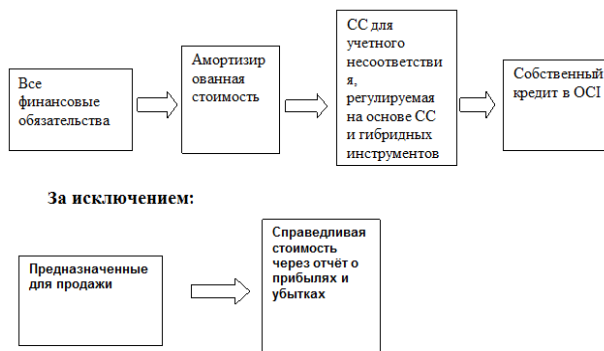 Все
финансовые
обязательства
Амортизир
ованная
стоимость
СС для
учетного
несоответстви
я,
регулируемая
на основе СС
и гибридных
инструментов
Собственный
кредит в OCI
За исключением:
Предназначенные
для продажи
Справедливая
стоимость
через отчёт о
прибылях и
убытках